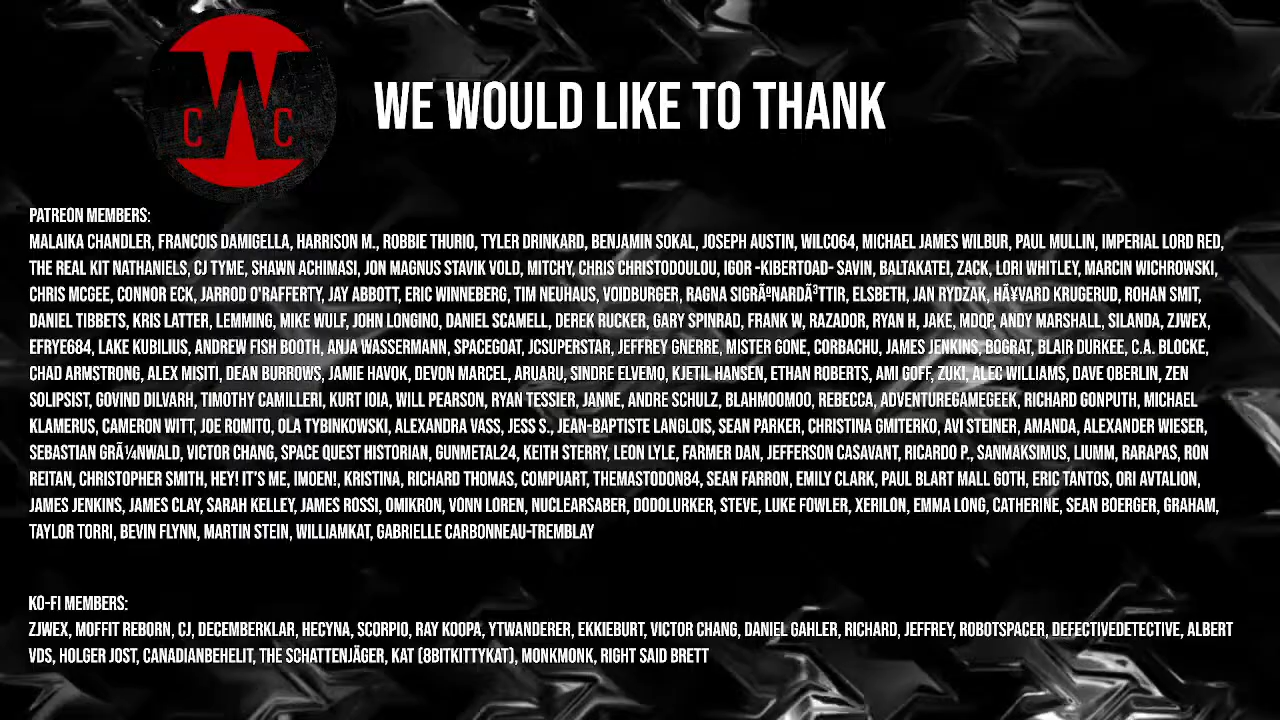 W
C C
WE WOULD LIKE TO THANK
PATREON MEMBERS:
MALAIKA CHANDLER, FRANCOIS DAMIGELLA, HARRISON M., ROBBIE THURIO, TYLER DRINKARD, BENJAMIN SOKAL, JOSEPH AUSTIN, WILCO64, MICHAEL JAMES WILBUR, PAUL MULLIN, IMPERIAL LORD RED,
THE REAL KIT NATHANIELS, CJ TYME, SHAWN ACHIMASI, JON MAGNUS STAVIK VOLD, MITCHY, CHRIS CHRISTODOULOU, IGOR -KIBERTOAD- SAVIN, BALTAKATEI, ZACK, LORI WHITLEY, MARCIN WICHROWSKI,
CHRIS MCGEE, CONNOR ECK, JARROD O'RAFFERTY, JAY ABBOTT, ERIC WINNEBERG, TIM NEUHAUS, VOIDBURGER, RAGNA SIGRÃºNARDÃ³TTIR, ELSBETH, JAN RYDZAK, HÃ¥VARD KRUGERUD, ROHAN SMIT,
DANIEL TIBBETS, KRIS LATTER, LEMMING, MIKE WULF, JOHN LONGINO, DANIEL SCAMELL, DEREK RUCKER, GARY SPINRAD, FRANK W, RAZADOR, RYAN H, JAKE, MDQP, ANDY MARSHALL, SILANDA, ZJWEX,
EFRYE684, LAKE KUBILIUS, ANDREW FISH BOOTH, ANJA WASSERMANN, SPACEGOAT, JCSUPERSTAR, JEFFREY GNERRE, MISTER GONE, CORBACHU, JAMES JENKINS, BOGRAT, BLAIR DURKEE, C.A. BLOCKE,
CHAD ARMSTRONG, ALEX MISITI, DEAN BURROWS, JAMIE HAVOK, DEVON MARCEL, ARUARU, SINDRE ELVEMO, KJETIL HANSEN, ETHAN ROBERTS, AMI GOFF, ZUKI, ALEC WILLIAMS, DAVE OBERLIN, ZEN
SOLIPSIST, GOVIND DILVARH, TIMOTHY CAMILLERI, KURT IOIA, WILL PEARSON, RYAN TESSIER, JANNE, ANDRE SCHULZ, BLAHMOOMOO, REBECCA, ADVENTUREGAMEGEEK, RICHARD GONPUTH, MICHAEL
KLAMERUS, CAMERON WITT, JOE ROMITO, OLA TYBINKOWSKI, ALEXANDRA VASS, JESS S., JEAN-BAPTISTE LANGLOIS, SEAN PARKER, CHRISTINA GMITERKO, AVI STEINER, AMANDA, ALEXANDER WIESER,
SEBASTIAN GRÃ¼NWALD, VICTOR CHANG, SPACE QUEST HISTORIAN, GUNMETAL24, KEITH STERRY, LEON LYLE, FARMER DAN, JEFFERSON CASAVANT, RICARDO P., SANMAKSIMUS, LIUMM, RARAPAS, RON
REITAN, CHRISTOPHER SMITH, HEY! IT'S ME, IMOEN!, KRISTINA, RICHARD THOMAS, COMPUART, THEMASTODON84, SEAN FARRON, EMILY CLARK, PAUL BLART MALL GOTH, ERIC TANTOS, ORI AVTALION,
JAMES JENKINS, JAMES CLAY, SARAH KELLEY, JAMES ROSSI, OMIKRON, VONN LOREN, NUCLEARSABER, DODOLURKER, STEVE, LUKE FOWLER, XERILON, EMMA LONG, CATHERINE, SEAN BOERGER, GRAHAM,
TAYLOR TORRI, BEVIN FLYNN, MARTIN STEIN, WILLIAMKAT, GABRIELLE CARBONNEAU-TREMBLAY
KO-FI MEMBERS:
ZJWEX, MOFFIT REBORN, CJ, DECEMBERKLAR, HECYNA, SCORPIO, RAY KOOPA, YTWANDERER, EKKIEBURT, VICTOR CHANG, DANIEL GAHLER, RICHARD, JEFFREY, ROBOTSPACER, DEFECTIVEDETECTIVE, ALBERT
VDS, HOLGER JOST, CANADIANBEHELIT, THE SCHATTENJÄGER, KAT (8BITKITTYKAT), MONKMONK, RIGHT SAID BRETT